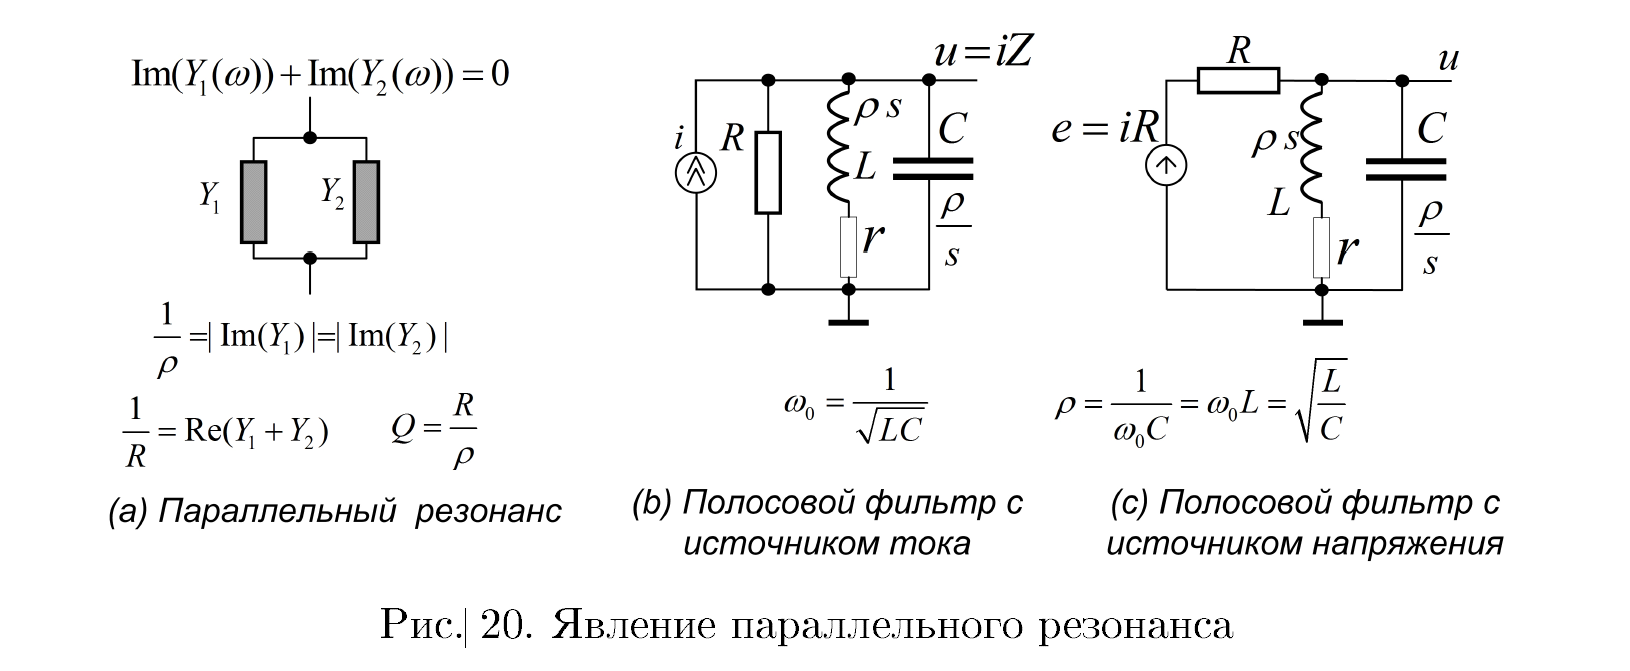 Im(Y₁(ω))+Im(Y₂(ω))=0
Y₁
Y₂
1/ρ =| Im(Y₁) |=| Im(Y₂) |
1/R = Re(Y₁ + Y₂)
Q = R/ρ
(a) Параллельный резонанс
u=iZ
i
R
ρ s
L
r
C
ρ/s
ω₀ = 1/√LC
(b) Полосовой фильтр с
источником тока
R
u
e = iR
ρ s
L
r
C
ρ/s
ρ = 1/ω₀C = ω₀L = √L/C
(c) Полосовой фильтр с
источником напряжения
Рис. 20. Явление параллельного резонанса